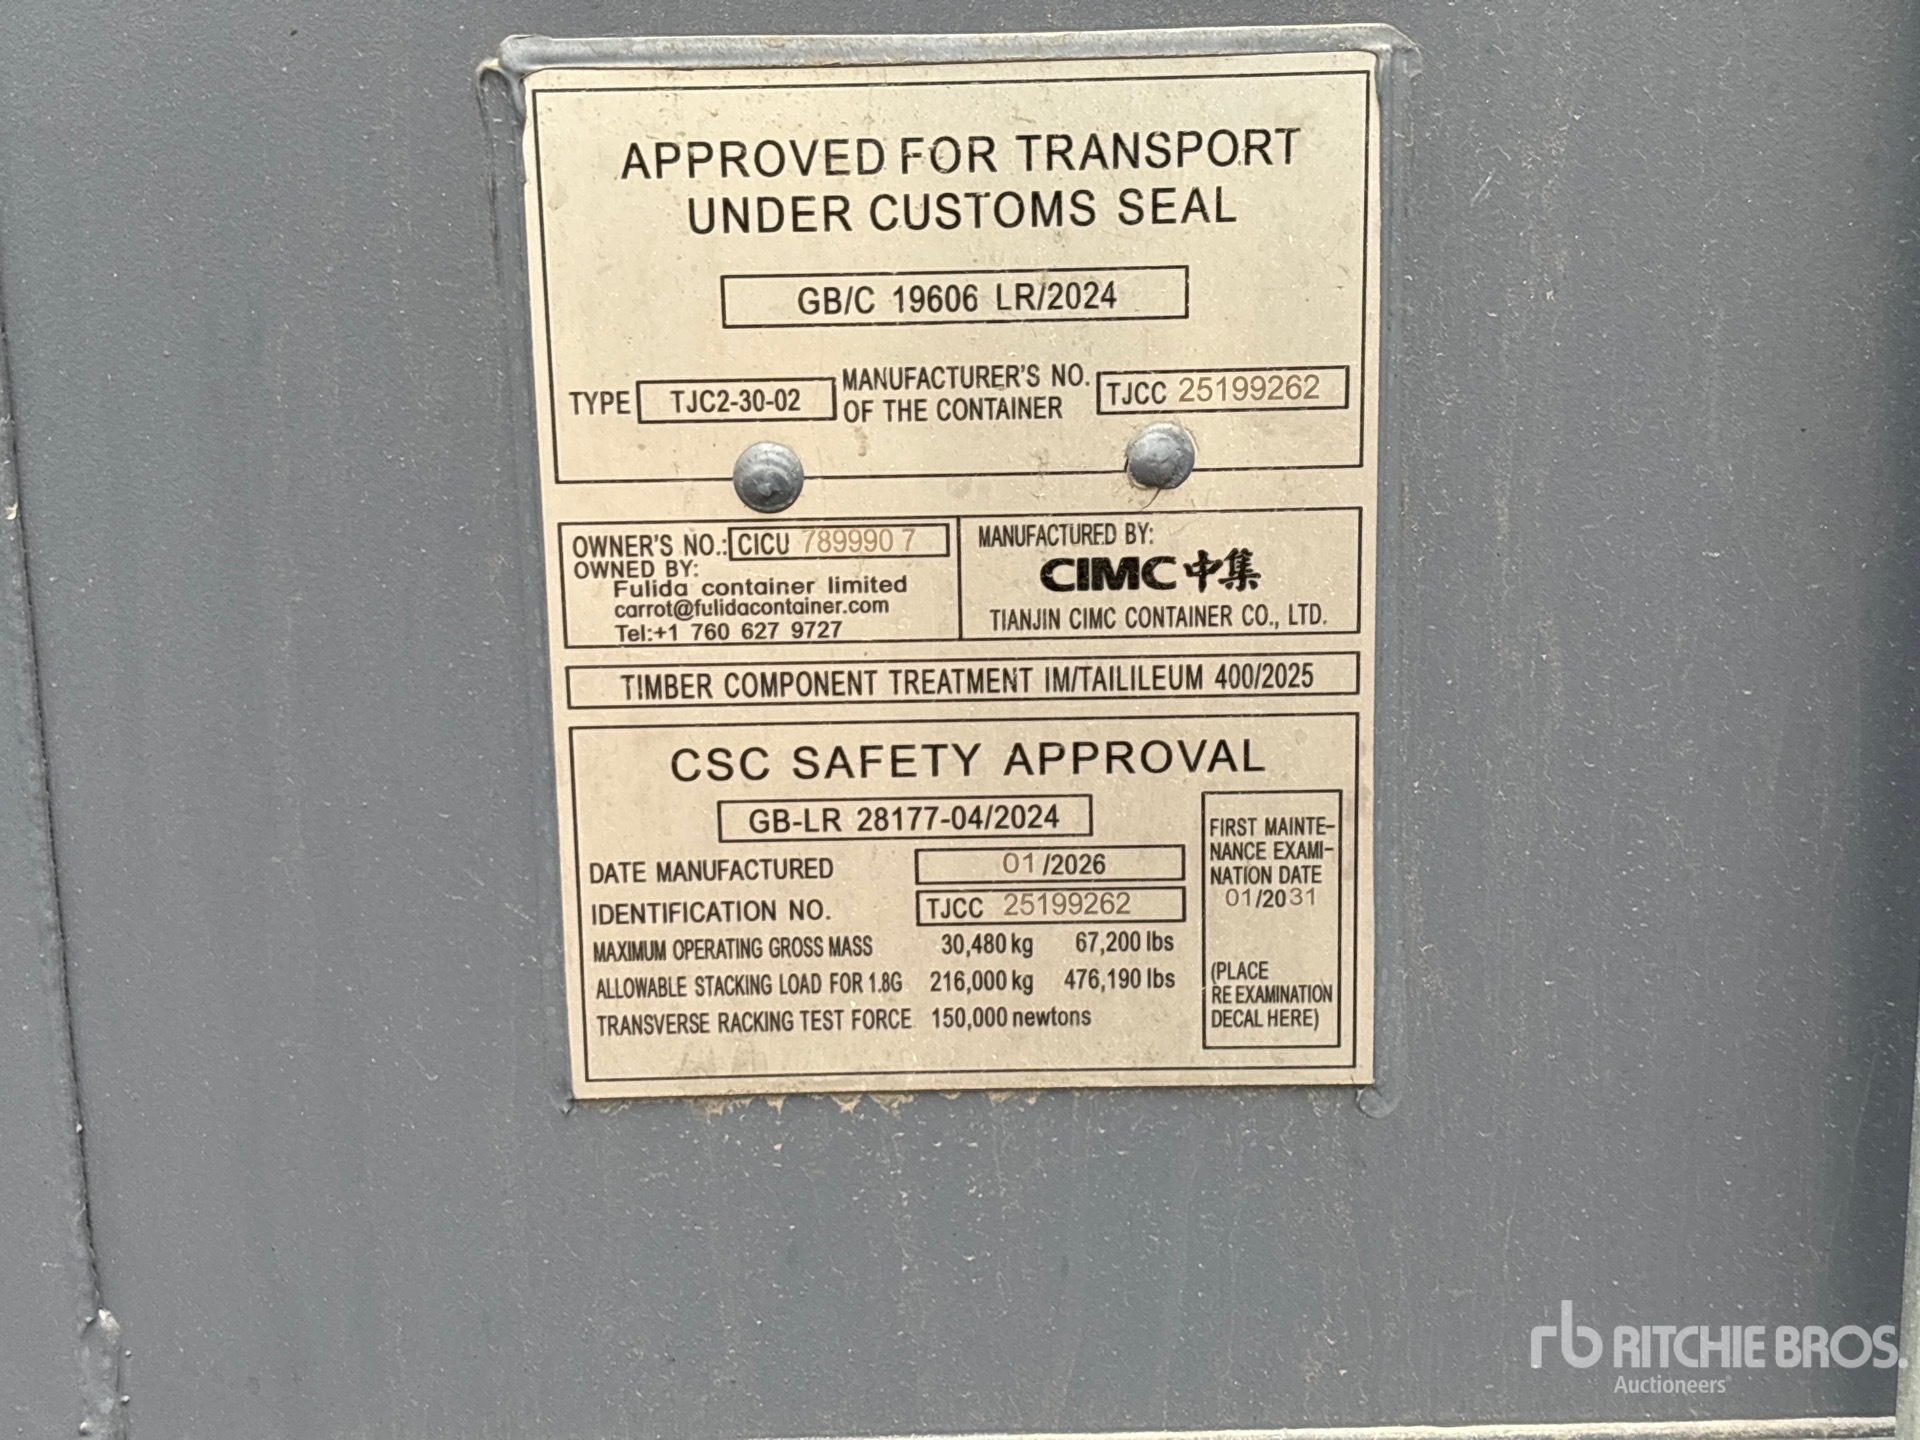 APPROVED FOR TRANSPORT
UNDER CUSTOMS SEAL
GB/C 19606 LR/2024
TYPE TJC2-30-02 MANUFACTURER'S NO. OF THE CONTAINER TJCC 25199262
OWNER'S NO.: CICU 789990 7
OWNED BY:
Fulida container limited
carrot@fulidacontainer.com
Tel:+1 760 627 9727
MANUFACTURED BY:
CIMC 中集
TIANJIN CIMC CONTAINER CO., LTD.
TIMBER COMPONENT TREATMENT IM/TAILILEUM 400/2025
CSC SAFETY APPROVAL
GB-LR 28177-04/2024
DATE MANUFACTURED 01/2026
IDENTIFICATION NO. TJCC 25199262
MAXIMUM OPERATING GROSS MASS 30,480 kg 67,200 lbs
ALLOWABLE STACKING LOAD FOR 1.8G 216,000 kg 476,190 lbs
TRANSVERSE RACKING TEST FORCE 150,000 newtons
FIRST MAINTE-
NANCE EXAMI-
NATION DATE
01/2031
(PLACE
RE EXAMINATION
DECAL HERE)
rb RITCHIE BROS.
Auctioneers